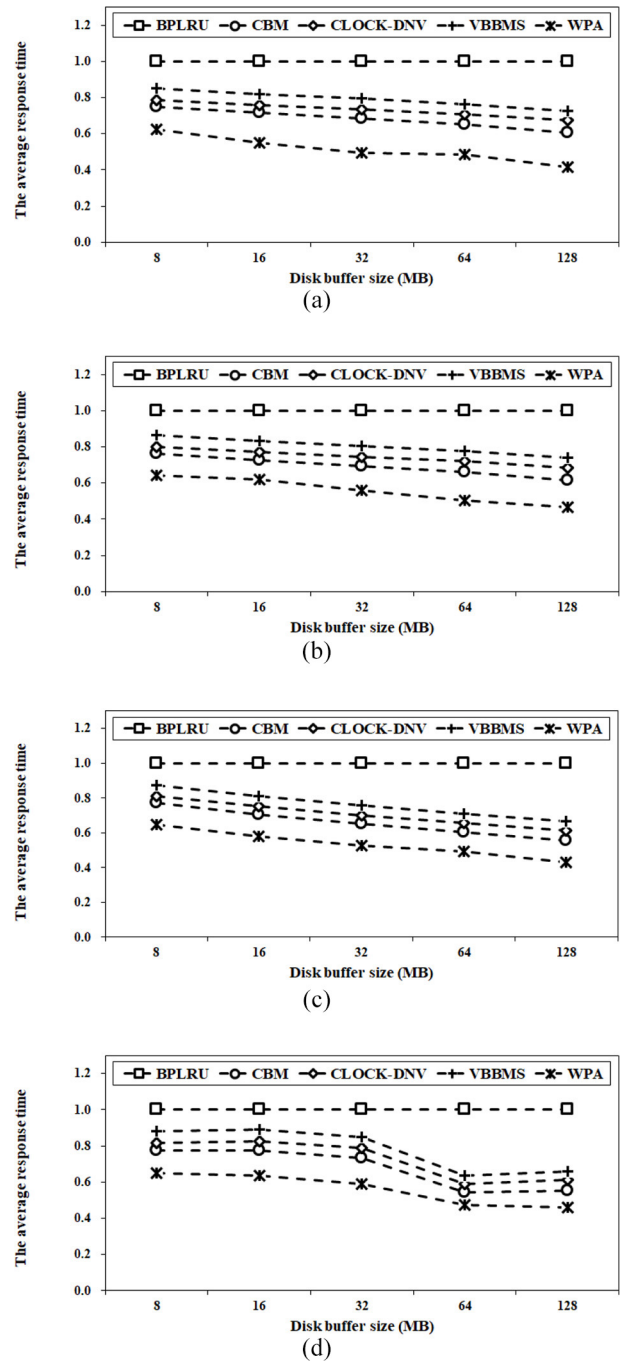 BPLRU CBM CLOCK-DNV VBBMS WPA
The average response time
1.2
1.0
0.8
0.6
0.4
0.2
0.0
8 16 32 64 128
Disk buffer size (MB)
(a)
BPLRU CBM CLOCK-DNV VBBMS WPA
The average response time
1.2
1.0
0.8
0.6
0.4
0.2
0.0
8 16 32 64 128
Disk buffer size (MB)
(b)
BPLRU CBM CLOCK-DNV VBBMS WPA
The average response time
1.2
1.0
0.8
0.6
0.4
0.2
0.0
8 16 32 64 128
Disk buffer size (MB)
(c)
BPLRU CBM CLOCK-DNV VBBMS WPA
The average response time
1.2
1.0
0.8
0.6
0.4
0.2
0.0
8 16 32 64 128
Disk buffer size (MB)
(d)